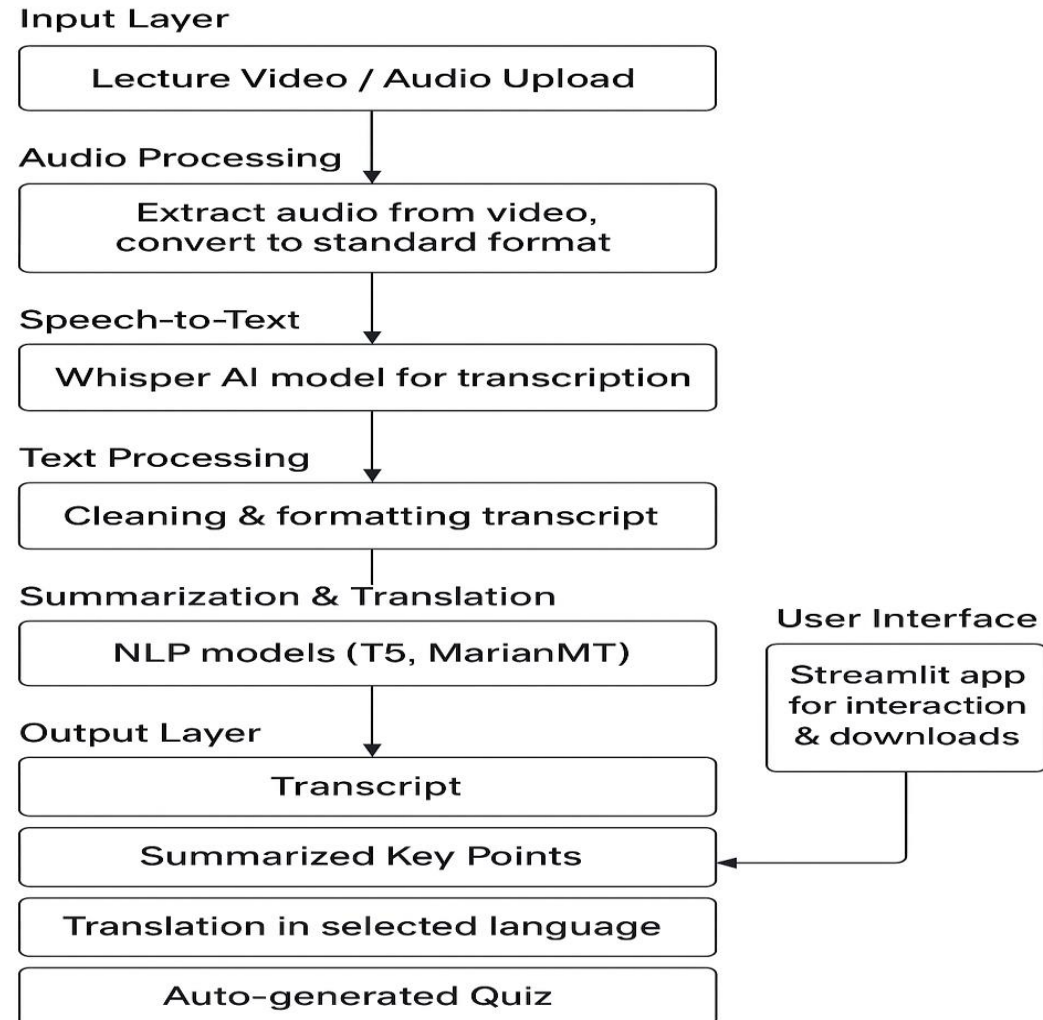 Input Layer
Lecture Video / Audio Upload
Audio Processing
Extract audio from video,
convert to standard format
Speech-to-Text
Whisper AI model for transcription
Text Processing
Cleaning & formatting transcript
Summarization & Translation
NLP models (T5, MarianMT)
Output Layer
Transcript
Summarized Key Points
Translation in selected language
Auto-generated Quiz
User Interface
Streamlit app
for interaction
& downloads